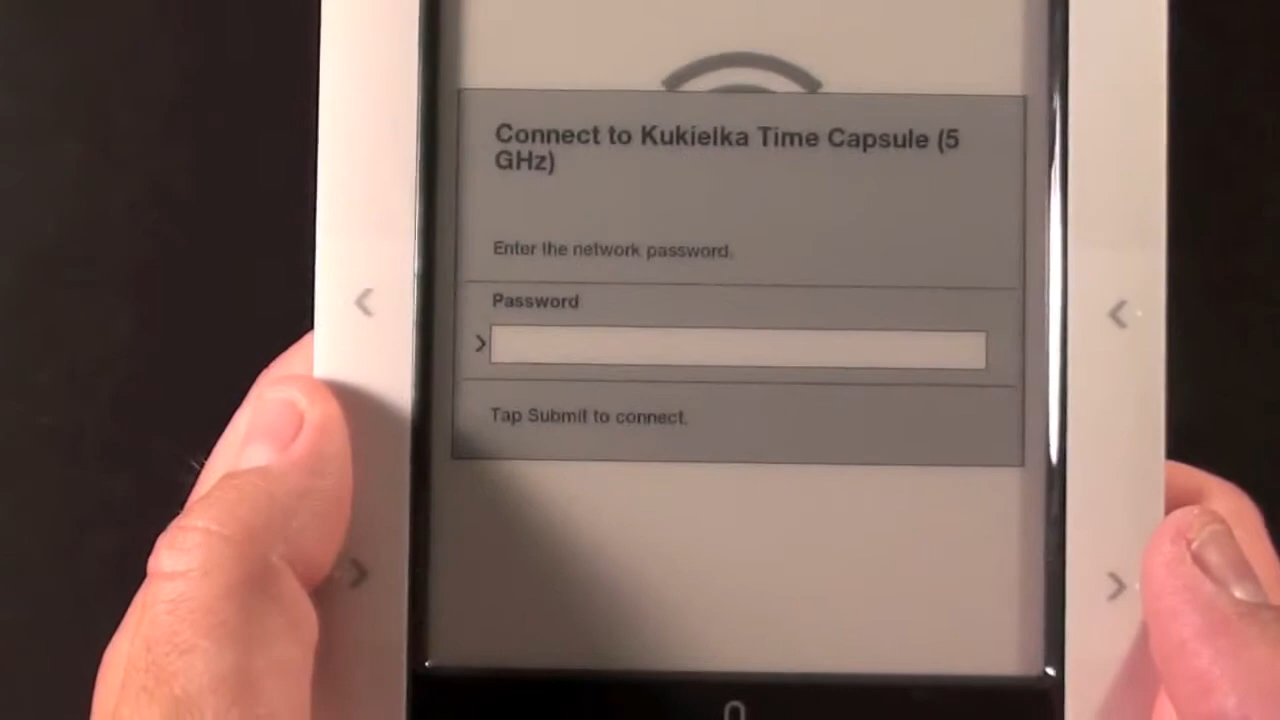 Connect to Kukielka Time Capsule (5
GHz)
Enter the network password.
Password
Tap Submit to connect.